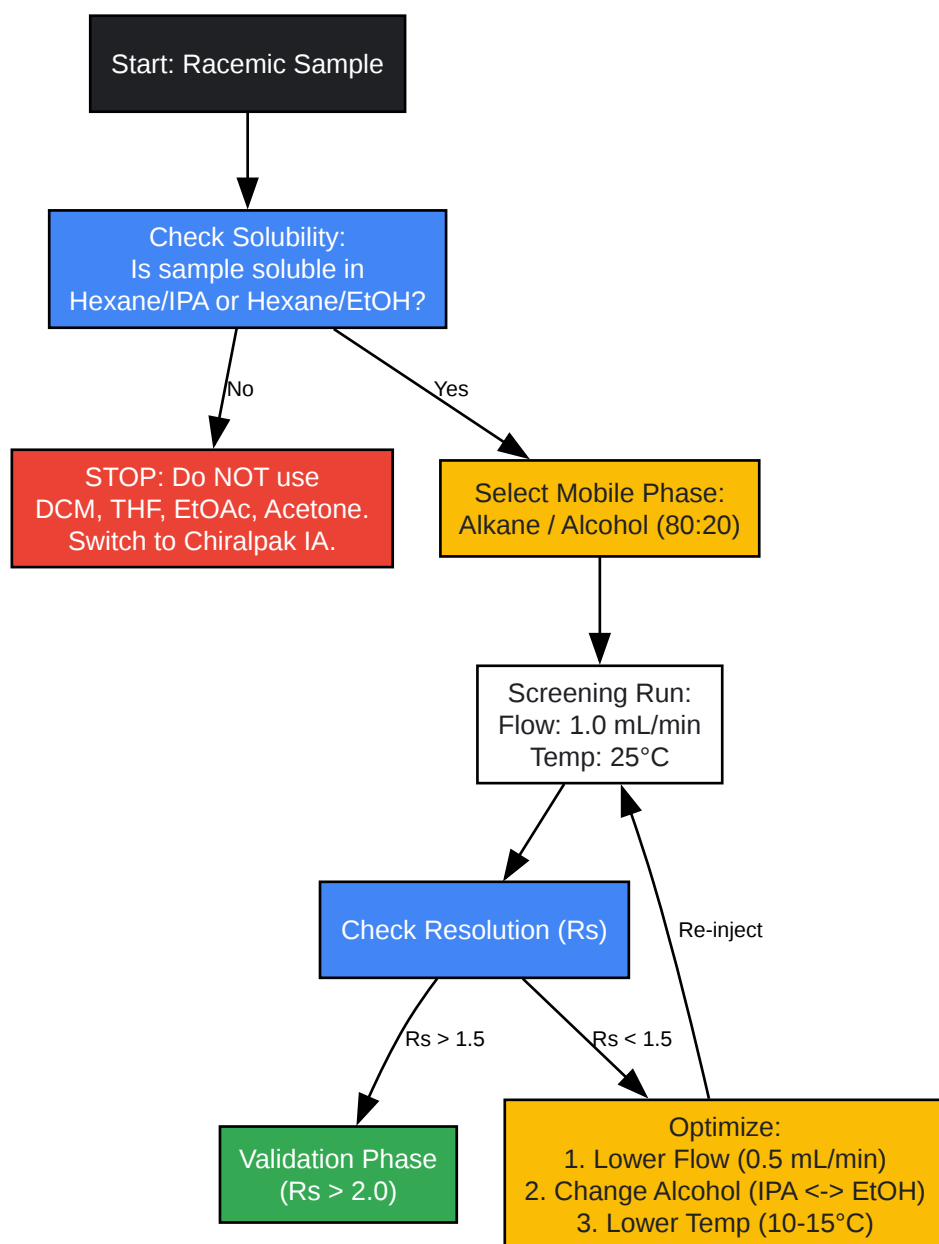 Start: Racemic Sample
Check Solubility:
Is sample soluble in
Hexane/IPA or Hexane/EtOH?
No
Yes
STOP: Do NOT use
DCM, THF, EtOAc, Acetone.
Switch to Chiralpak IA.
Select Mobile Phase:
Alkane / Alcohol (80:20)
Screening Run:
Flow: 1.0 mL/min
Temp: 25°C
Check Resolution (Rs)
Re-inject
Rs > 1.5
Rs < 1.5
Validation Phase
(Rs > 2.0)
Optimize:
1. Lower Flow (0.5 mL/min)
2. Change Alcohol (IPA <-> EtOH)
3. Lower Temp (10-15°C)